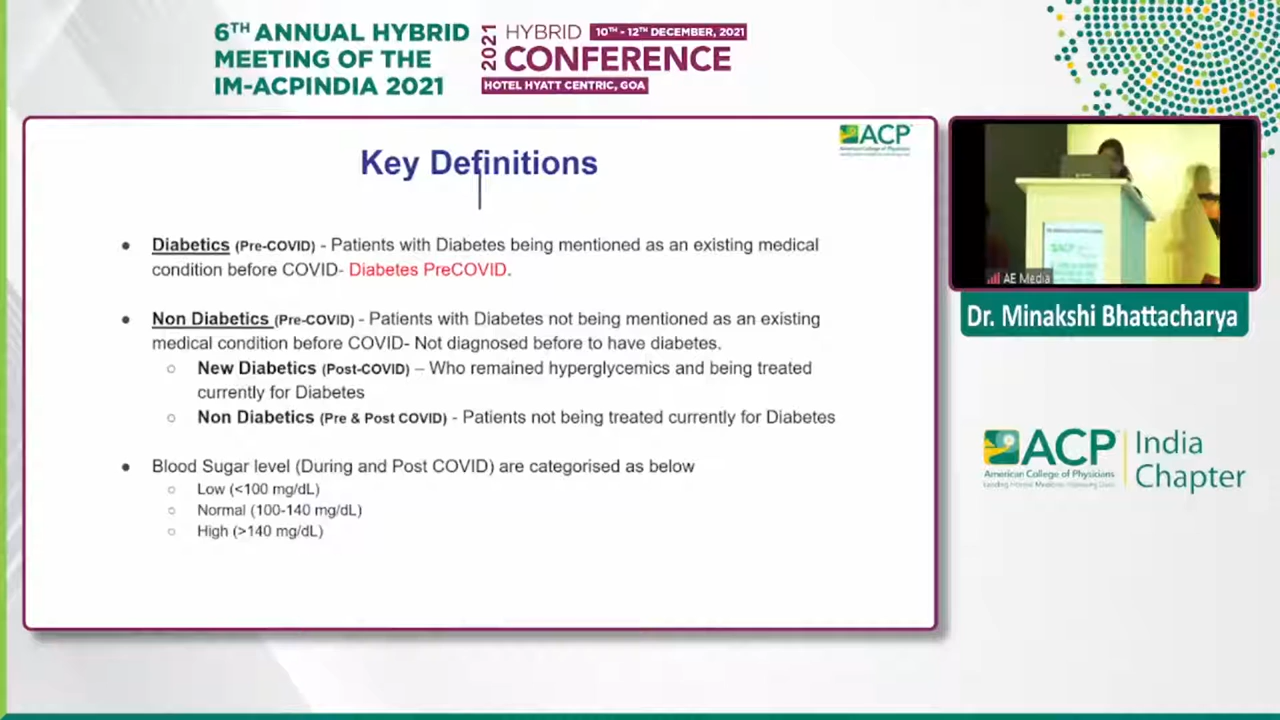 6TH ANNUAL HYBRID
MEETING OF THE
IM-ACPINDIA 2021
2021
HYBRID
10TH - 12TH DECEMBER, 2021
CONFERENCE
HOTEL HYATT CENTRIC, GOA
ACP
American College of Physicians
Key Definitions
● Diabetics (Pre-COVID) - Patients with Diabetes being mentioned as an existing medical
condition before COVID- Diabetes PreCOVID.
● Non Diabetics (Pre-COVID) - Patients with Diabetes not being mentioned as an existing
medical condition before COVID- Not diagnosed before to have diabetes.
○ New Diabetics (Post-COVID) – Who remained hyperglycemics and being treated
currently for Diabetes
○ Non Diabetics (Pre & Post COVID) - Patients not being treated currently for Diabetes
● Blood Sugar level (During and Post COVID) are categorised as below
○ Low (<100 mg/dL)
○ Normal (100-140 mg/dL)
○ High (>140 mg/dL)
ACP
AE Media
Dr. Minakshi Bhattacharya
ACP
American College of Physicians
India
Chapter